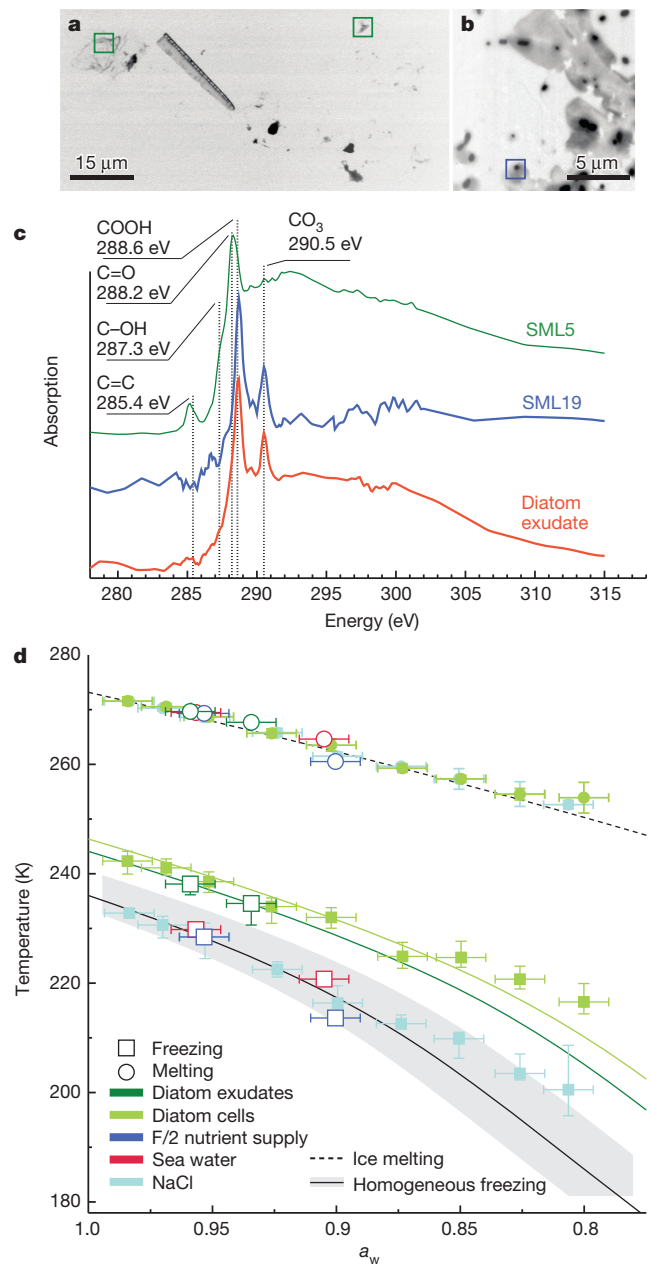 a
15 μm
b
5 μm
c
COOH
288.6 eV
C=O
288.2 eV
C–OH
287.3 eV
C=C
285.4 eV
CO3
290.5 eV
SML5
SML19
Diatom
exudate
Absorption
280 285 290 295 300 305 310 315
Energy (eV)
d
280
260
240
220
200
180
Temperature (K)
Freezing
Melting
Diatom exudates
Diatom cells
F/2 nutrient supply
Sea water
NaCl
Ice melting
Homogeneous freezing
1.0 0.95 0.9 0.85 0.8
aw